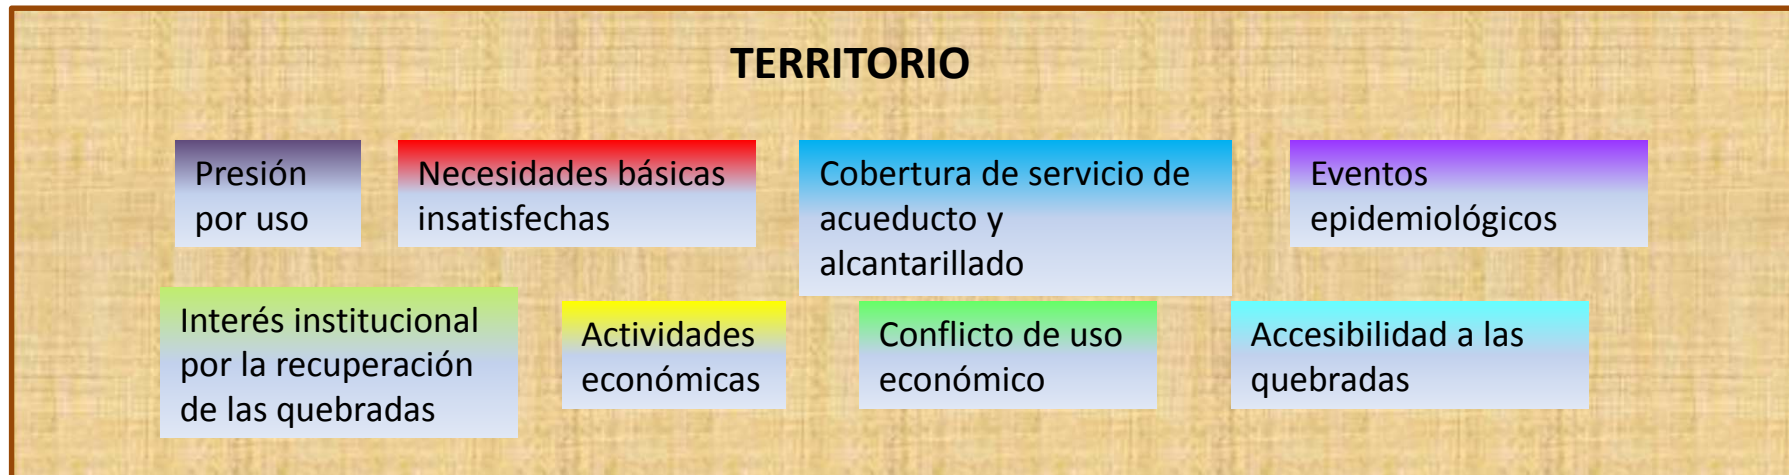 TERRITORIO
Presión
por uso
Necesidades básicas
insatisfechas
Cobertura de servicio de
acueducto y
alcantarillado
Eventos
epidemiológicos
Interés institucional
por la recuperación
de las quebradas
Actividades
económicas
Conflicto de uso
económico
Accesibilidad a las
quebradas